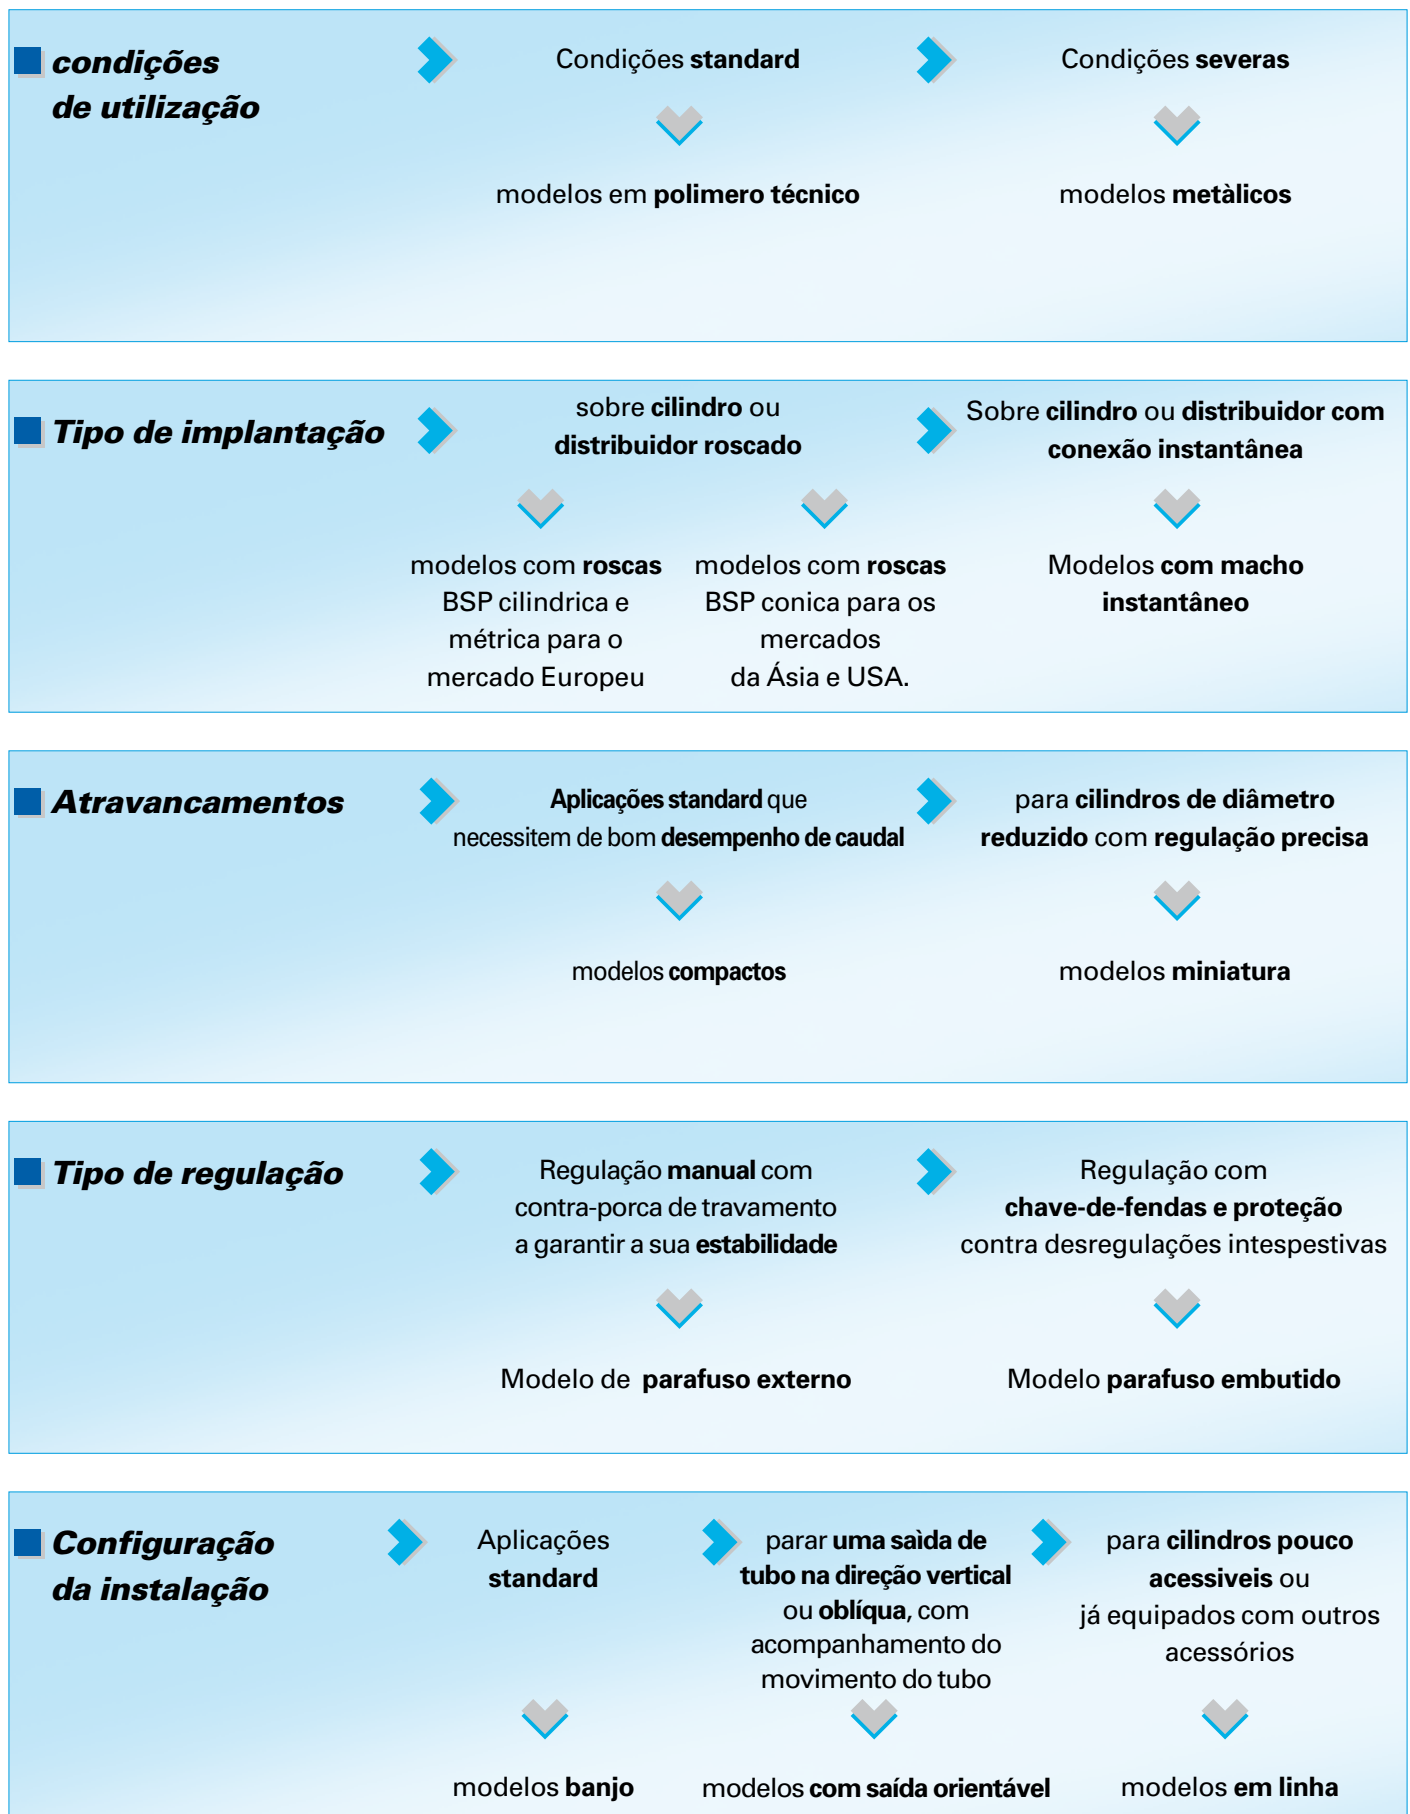 condições
de utilização
Condições standard
Condições severas
modelos em polimero técnico
modelos metàlicos
Tipo de implantação
sobre cilindro ou
distribuidor roscado
Sobre cilindro ou distribuidor com
conexão instantânea
modelos com roscas
BSP cilindrica e
métrica para o
mercado Europeu
modelos com roscas
BSP conica para os
mercados
da Ásia e USA.
Modelos com macho
instantâneo
Atravancamentos
Aplicações standard que
necessitem de bom desempenho de caudal
para cilindros de diâmetro
reduzido com regulação precisa
modelos compactos
modelos miniatura
Tipo de regulação
Regulação manual com
contra-porca de travamento
a garantir a sua estabilidade
Regulação com
chave-de-fendas e proteção
contra desregulações intespestivas
Modelo de parafuso externo
Modelo parafuso embutido
Configuração
da instalação
Aplicações
standard
parar uma saìda de
tubo na direção vertical
ou oblíqua, com
acompanhamento do
movimento do tubo
para cilindros pouco
acessiveis ou
já equipados com outros
acessórios
modelos banjo
modelos com saída orientável
modelos em linha